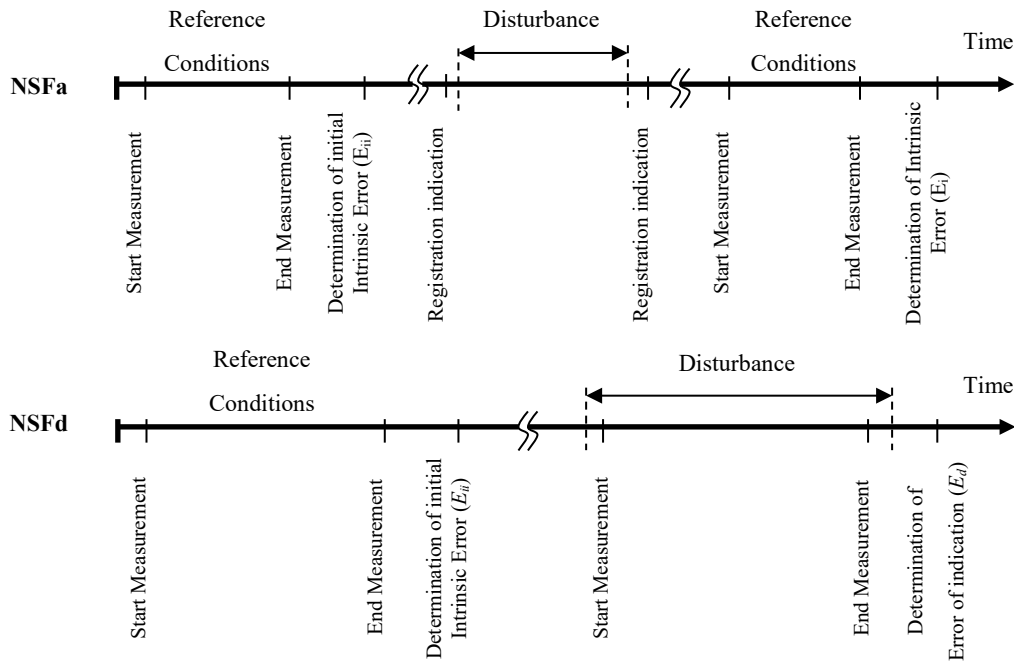 Reference
Disturbance
Reference
Time
Conditions
Conditions
NSFa
Start Measurement
End Measurement
Determination of initial
Intrinsic Error (Eii)
Registration indication
Registration indication
Start Measurement
End Measurement
Determination of Intrinsic
Error (Ei)
Reference
Disturbance
Time
Conditions
NSFd
Start Measurement
End Measurement
Determination of initial
Intrinsic Error (Eii)
Start Measurement
End Measurement
Determination of
Error of indication (Ed)